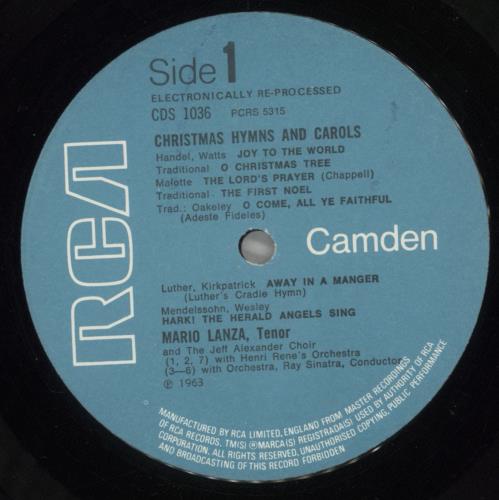 Side 1
ELECTRONICALLY RE-PROCESSED
CDS 1036 PCRS 5315
CHRISTMAS HYMNS AND CAROLS
Handel, Watts JOY TO THE WORLD
Traditional O CHRISTMAS TREE
Malotte THE LORD'S PRAYER (Chappell)
Traditional THE FIRST NOEL
Trad.: Oakeley O COME, ALL YE FAITHFUL
(Adeste Fideles)
RCA
Camden
Luther, Kirkpatrick AWAY IN A MANGER
(Luther's Cradle Hymn)
Mendelssohn, Wesley
HARK! THE HERALD ANGELS SING
MARIO LANZA, Tenor
and The Jeff Alexander Choir
(1, 2, 7) with Henri Rene's Orchestra
(3—6) with Orchestra, Ray Sinatra, Conductor
℗ 1963
MANUFACTURED BY RCA LIMITED, ENGLAND FROM MASTER RECORDINGS
OF RCA RECORDS, TM(S) ® MARCA(S) REGISTRADA(S) USED BY AUTHORITY OF RCA
CORPORATION. ALL RIGHTS RESERVED. UNAUTHORISED COPYING, PUBLIC PERFORMANCE
AND BROADCASTING OF THIS RECORD FORBIDDEN